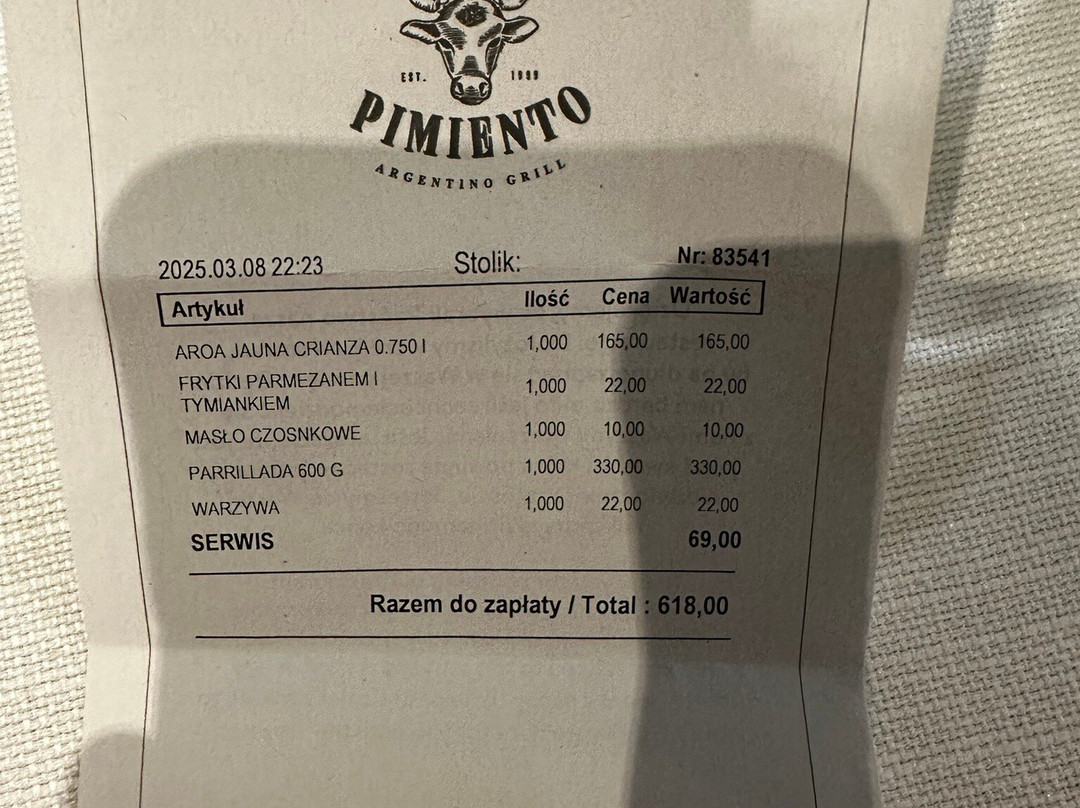 EST. 1999
PIMIENTO
ARGENTINO GRILL
2025.03.08 22:23 Stolik: Nr: 83541
Artykuł Ilość Cena Wartość
AROA JAUNA CRIANZA 0.750 l 1,000 165,00 165,00
FRYTKI PARMEZANEM I
TYMIANKIEM 1,000 22,00 22,00
MASŁO CZOSNKOWE 1,000 10,00 10,00
PARRILLADA 600 G 1,000 330,00 330,00
WARZYWA 1,000 22,00 22,00
SERWIS 69,00
Razem do zapłaty / Total : 618,00